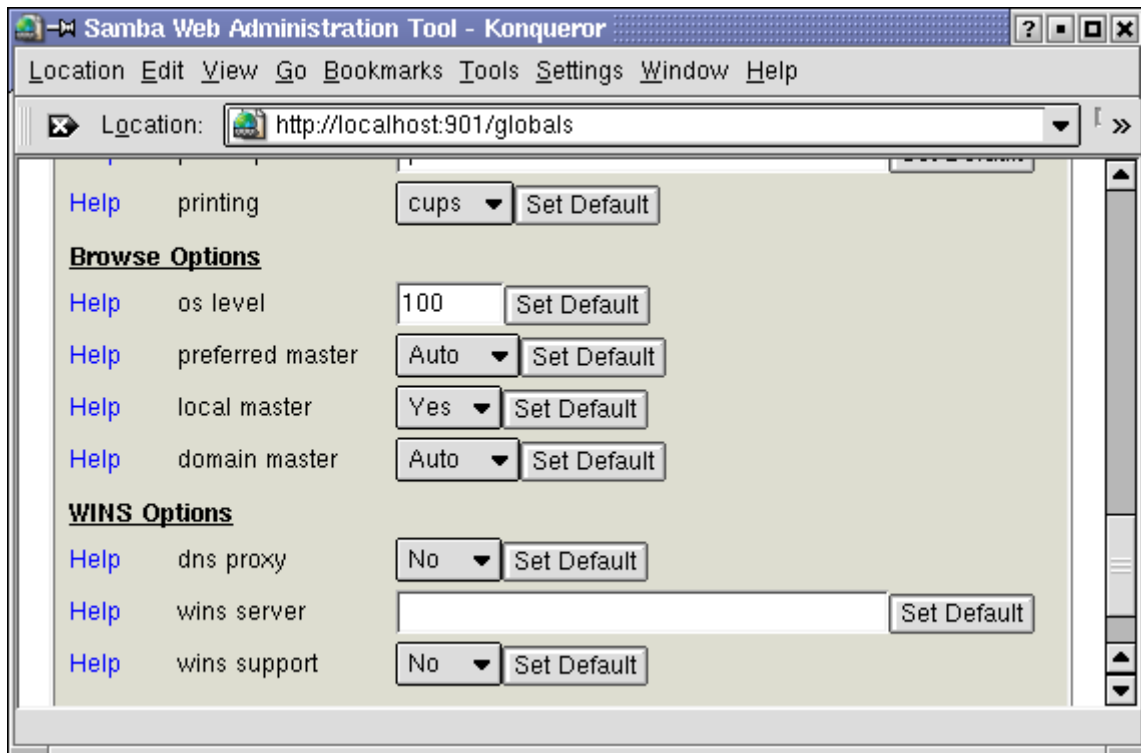 Samba Web Administration Tool - Konqueror
Location Edit View Go Bookmarks Tools Settings Window Help
Location: http://localhost:901/globals
Help printing cups Set Default
Browse Options
Help os level 100 Set Default
Help preferred master Auto Set Default
Help local master Yes Set Default
Help domain master Auto Set Default
WINS Options
Help dns proxy No Set Default
Help wins server Set Default
Help wins support No Set Default